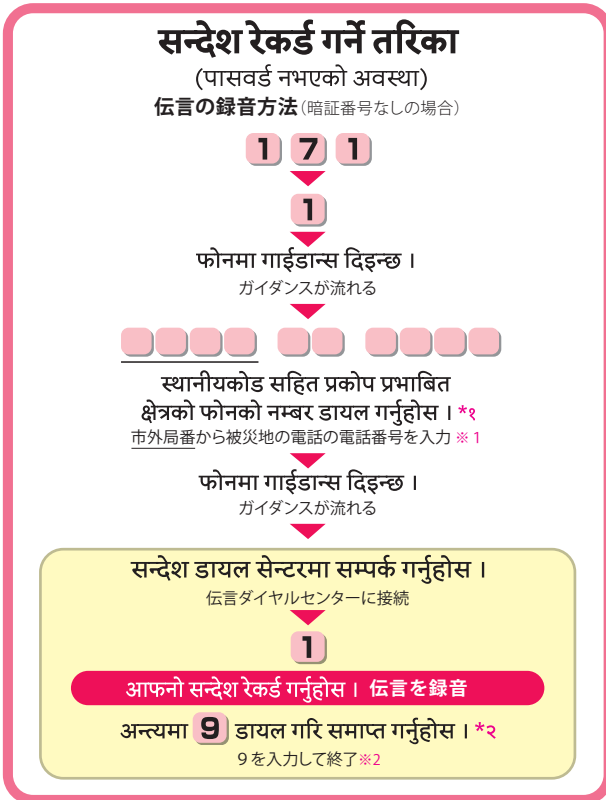 सन्देश रेकर्ड गर्ने तरिका
(पासवर्ड नभएको अवस्था)
伝言の録音方法（暗証番号なしの場合）
1 7 1
1
फोनमा गाईडान्स दिइन्छ ।
ガイダンスが流れる
स्थानीयकोड सहित प्रकोप प्रभाबित
क्षेत्रको फोनको नम्बर डायल गर्नुहोस । *१
市外局番から被災地の電話の電話番号を入力 ※1
फोनमा गाईडान्स दिइन्छ ।
ガイダンスが流れる
सन्देश डायल सेन्टरमा सम्पर्क गर्नुहोस ।
伝言ダイヤルセンターに接続
1
आफनो सन्देश रेकर्ड गर्नुहोस । 伝言を録音
अन्त्यमा 9 डायल गरि समाप्त गर्नुहोस । *२
9を入力して終了※2